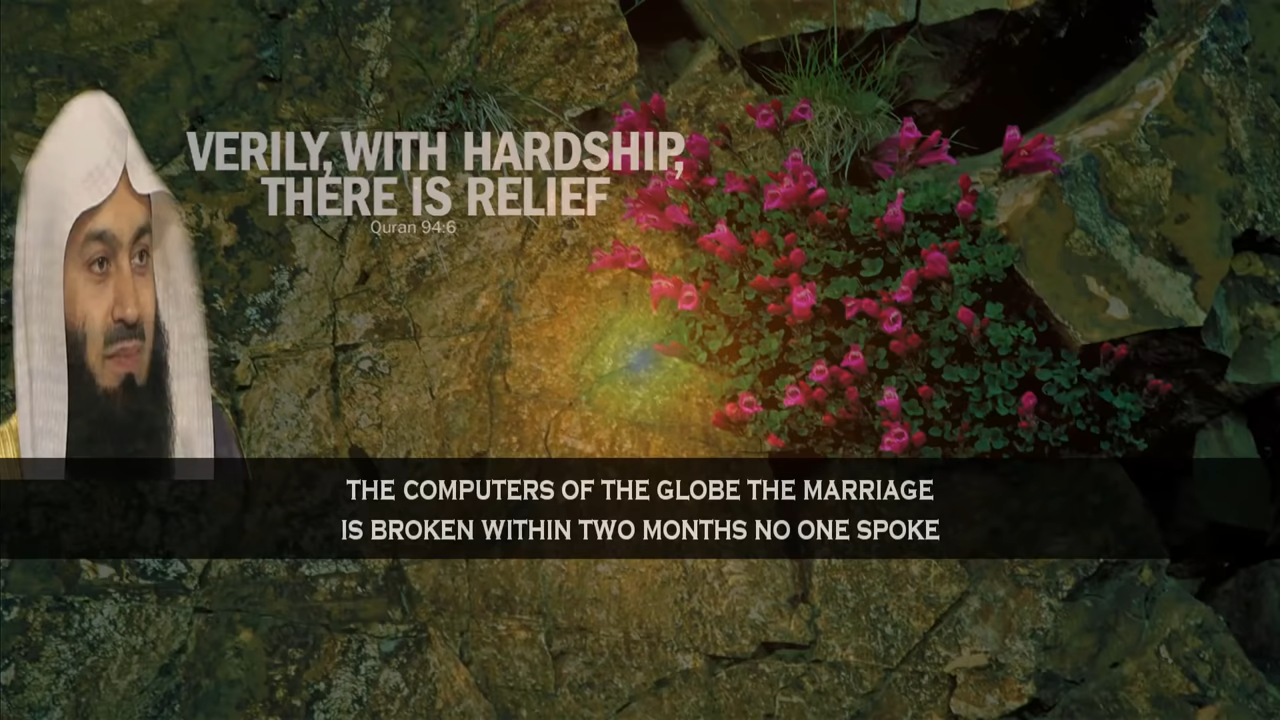 VERILY, WITH HARDSHIP,
THERE IS RELIEF
Quran 94:6
THE COMPUTERS OF THE GLOBE THE MARRIAGE
IS BROKEN WITHIN TWO MONTHS NO ONE SPOKE